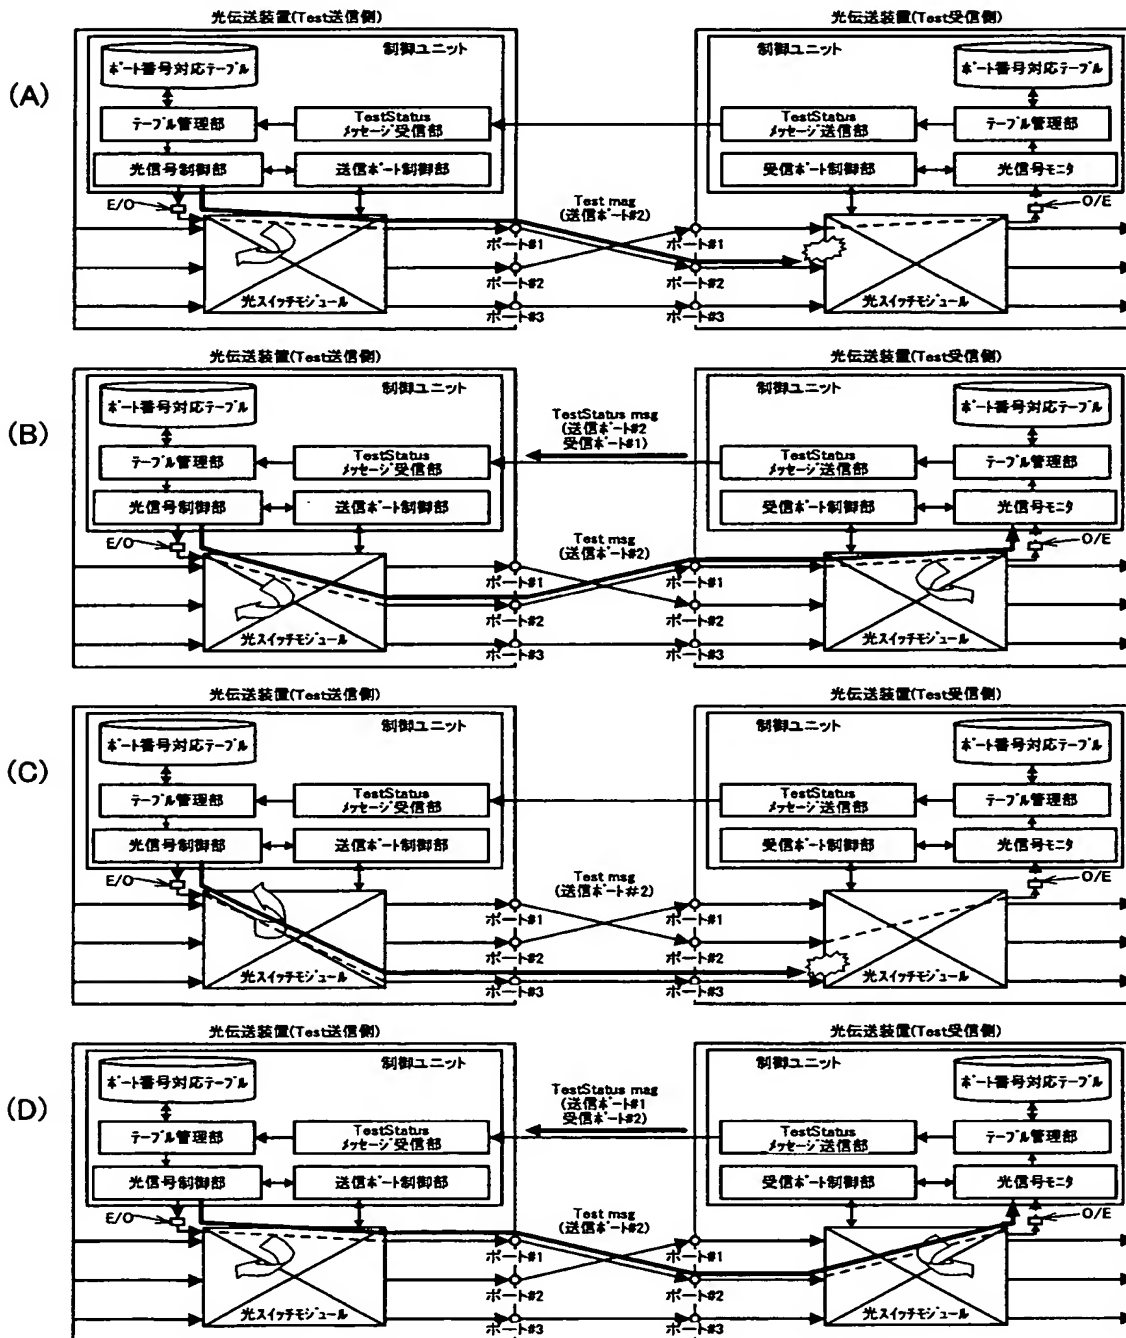 光伝送装置(Test送信側)
光伝送装置(Test受信側)
(A)
制御ユニット
ポート番号対応テーブル
テーブル管理部
TestStatus
メッセージ受信部
光信号制御部
送信ポート制御部
E/O
光スイッチモジュール
Test mag
(送信ポート#2)
ポート#1
ポート#2
ポート#3
ポート#1
ポート#2
ポート#3
制御ユニット
ポート番号対応テーブル
TestStatus
メッセージ送信部
テーブル管理部
受信ポート制御部
光信号モニタ
O/E
光スイッチモジュール
光伝送装置(Test送信側)
光伝送装置(Test受信側)
(B)
制御ユニット
ポート番号対応テーブル
テーブル管理部
TestStatus
メッセージ受信部
光信号制御部
送信ポート制御部
E/O
光スイッチモジュール
TestStatus msg
(送信ポート#2
受信ポート#1)
Test msg
(送信ポート#2)
ポート#1
ポート#2
ポート#3
ポート#1
ポート#2
ポート#3
制御ユニット
ポート番号対応テーブル
TestStatus
メッセージ送信部
テーブル管理部
受信ポート制御部
光信号モニタ
O/E
光スイッチモジュール
光伝送装置(Test送信側)
光伝送装置(Test受信側)
(C)
制御ユニット
ポート番号対応テーブル
テーブル管理部
TestStatus
メッセージ受信部
光信号制御部
送信ポート制御部
E/O
光スイッチモジュール
Test msg
(送信ポート#2)
ポート#1
ポート#2
ポート#3
ポート#1
ポート#2
ポート#3
制御ユニット
ポート番号対応テーブル
TestStatus
メッセージ送信部
テーブル管理部
受信ポート制御部
光信号モニタ
O/E
光スイッチモジュール
光伝送装置(Test送信側)
光伝送装置(Test受信側)
(D)
制御ユニット
ポート番号対応テーブル
テーブル管理部
TestStatus
メッセージ受信部
光信号制御部
送信ポート制御部
E/O
光スイッチモジュール
TestStatus mag
(送信ポート#1
受信ポート#2)
Test msg
(送信ポート#2)
ポート#1
ポート#2
ポート#3
ポート#1
ポート#2
ポート#3
制御ユニット
ポート番号対応テーブル
TestStatus
メッセージ送信部
テーブル管理部
受信ポート制御部
光信号モニタ
O/E
光スイッチモジュール